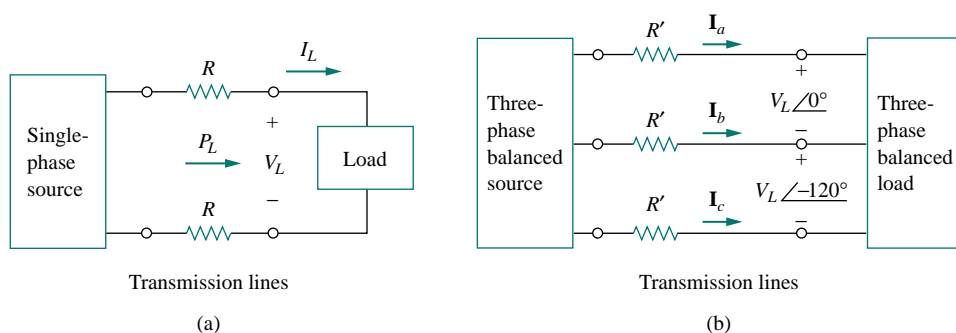 R
I_L
Single-
phase
source
P_L
+
V_L
−
Load
R
Transmission lines
(a)
Three-
phase
balanced
source
R′
I_a
+
V_L ∠0°
−
R′
I_b
+
V_L ∠−120°
−
R′
I_c
Three-
phase
balanced
load
Transmission lines
(b)